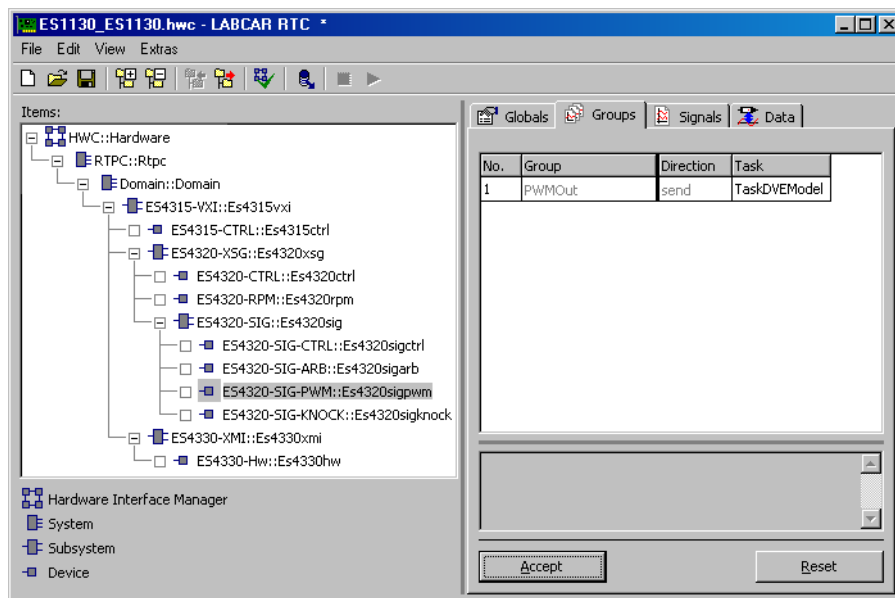 ES1130_ES1130.hwc - LABCAR RTC *
File Edit View Extras
Items:
HWC::Hardware
RTPC::Rtpc
Domain::Domain
ES4315-VXI::Es4315vxi
ES4315-CTRL::Es4315ctrl
ES4320-XSG::Es4320xsg
ES4320-CTRL::Es4320ctrl
ES4320-RPM::Es4320rpm
ES4320-SIG::Es4320sig
ES4320-SIG-CTRL::Es4320sigctrl
ES4320-SIG-ARB::Es4320sigarb
ES4320-SIG-PWM::Es4320sigpwm
ES4320-SIG-KNOCK::Es4320sigknock
ES4330-XMI::Es4330xmi
ES4330-Hw::Es4330hw
Hardware Interface Manager
System
Subsystem
Device
Globals Groups Signals Data
No. Group Direction Task
1 PWMOut send TaskDVEModel
Accept Reset